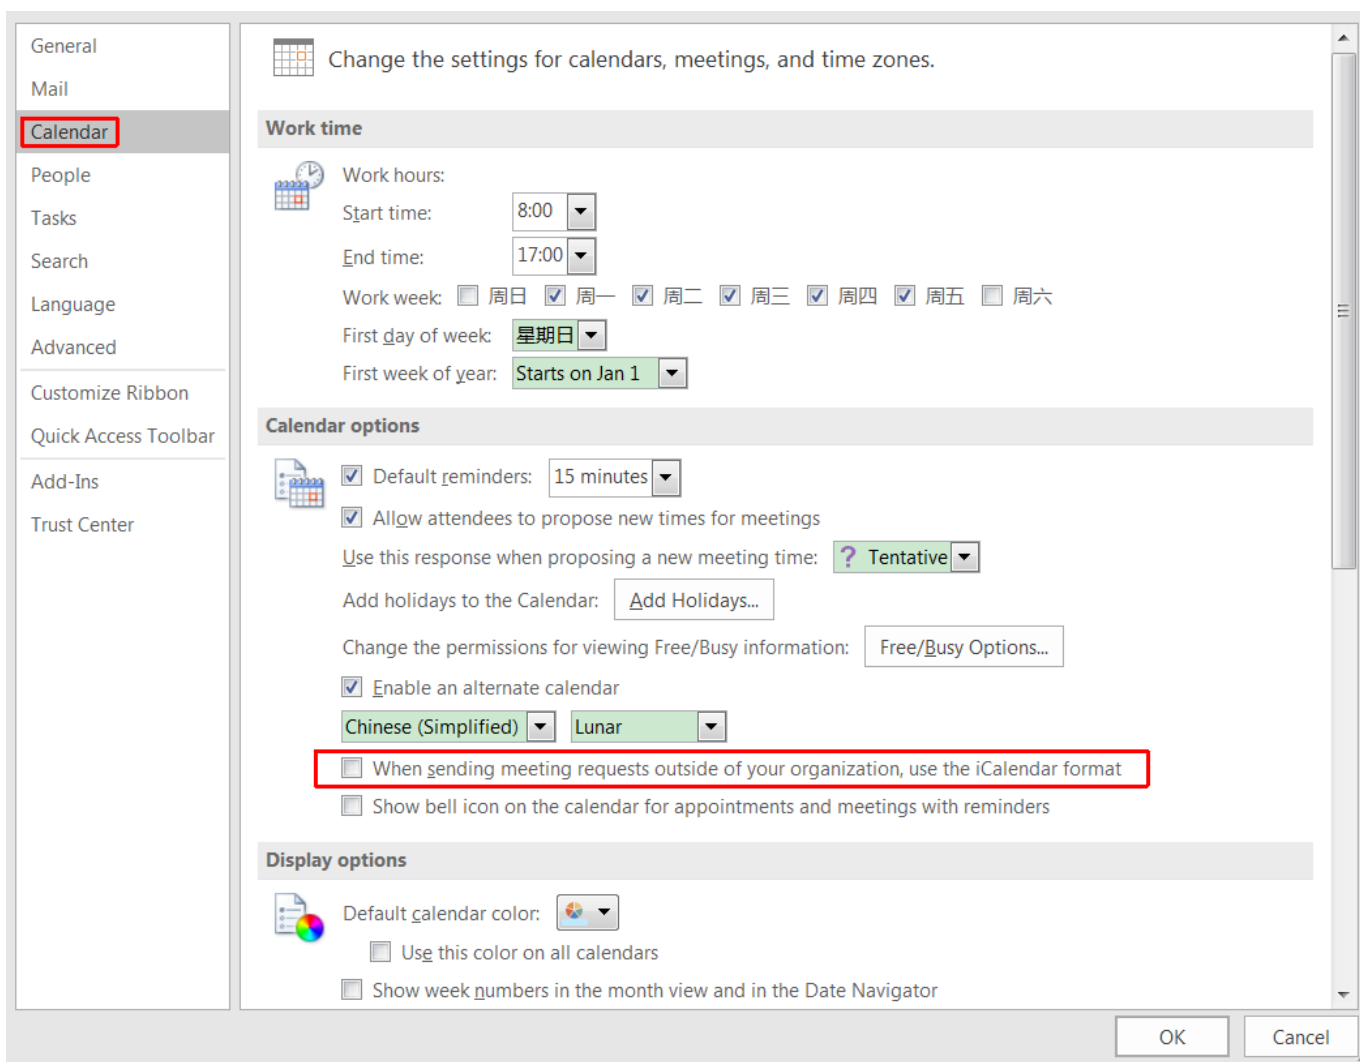 General
Mail
Calendar
People
Tasks
Search
Language
Advanced
Customize Ribbon
Quick Access Toolbar
Add-Ins
Trust Center
Change the settings for calendars, meetings, and time zones.
Work time
Work hours:
Start time: 8:00
End time: 17:00
Work week: 周日 周一 周二 周三 周四 周五 周六
First day of week: 星期日
First week of year: Starts on Jan 1
Calendar options
Default reminders: 15 minutes
Allow attendees to propose new times for meetings
Use this response when proposing a new meeting time: ? Tentative
Add holidays to the Calendar: Add Holidays...
Change the permissions for viewing Free/Busy information: Free/Busy Options...
Enable an alternate calendar
Chinese (Simplified) Lunar
When sending meeting requests outside of your organization, use the iCalendar format
Show bell icon on the calendar for appointments and meetings with reminders
Display options
Default calendar color:
Use this color on all calendars
Show week numbers in the month view and in the Date Navigator
OK Cancel